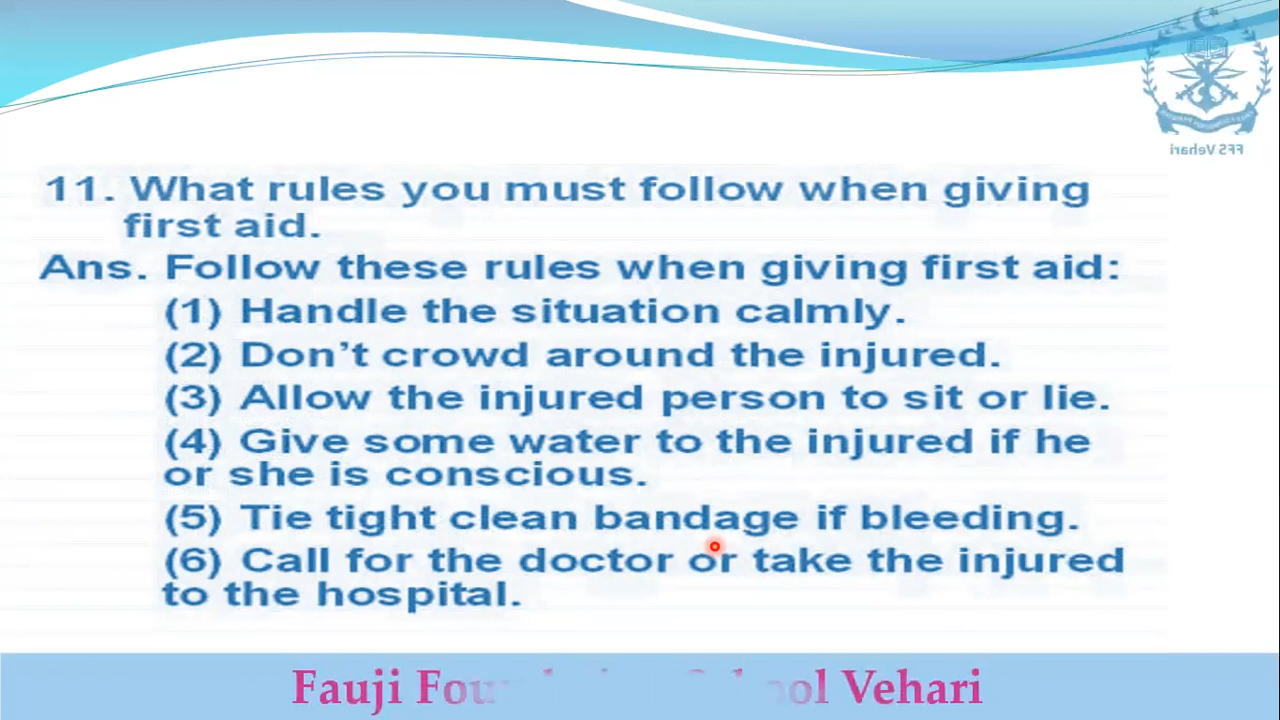 FFS Vehari
11. What rules you must follow when giving
first aid.
Ans. Follow these rules when giving first aid:
(1) Handle the situation calmly.
(2) Don't crowd around the injured.
(3) Allow the injured person to sit or lie.
(4) Give some water to the injured if he
or she is conscious.
(5) Tie tight clean bandage if bleeding.
(6) Call for the doctor or take the injured
to the hospital.
Fauji Vehari